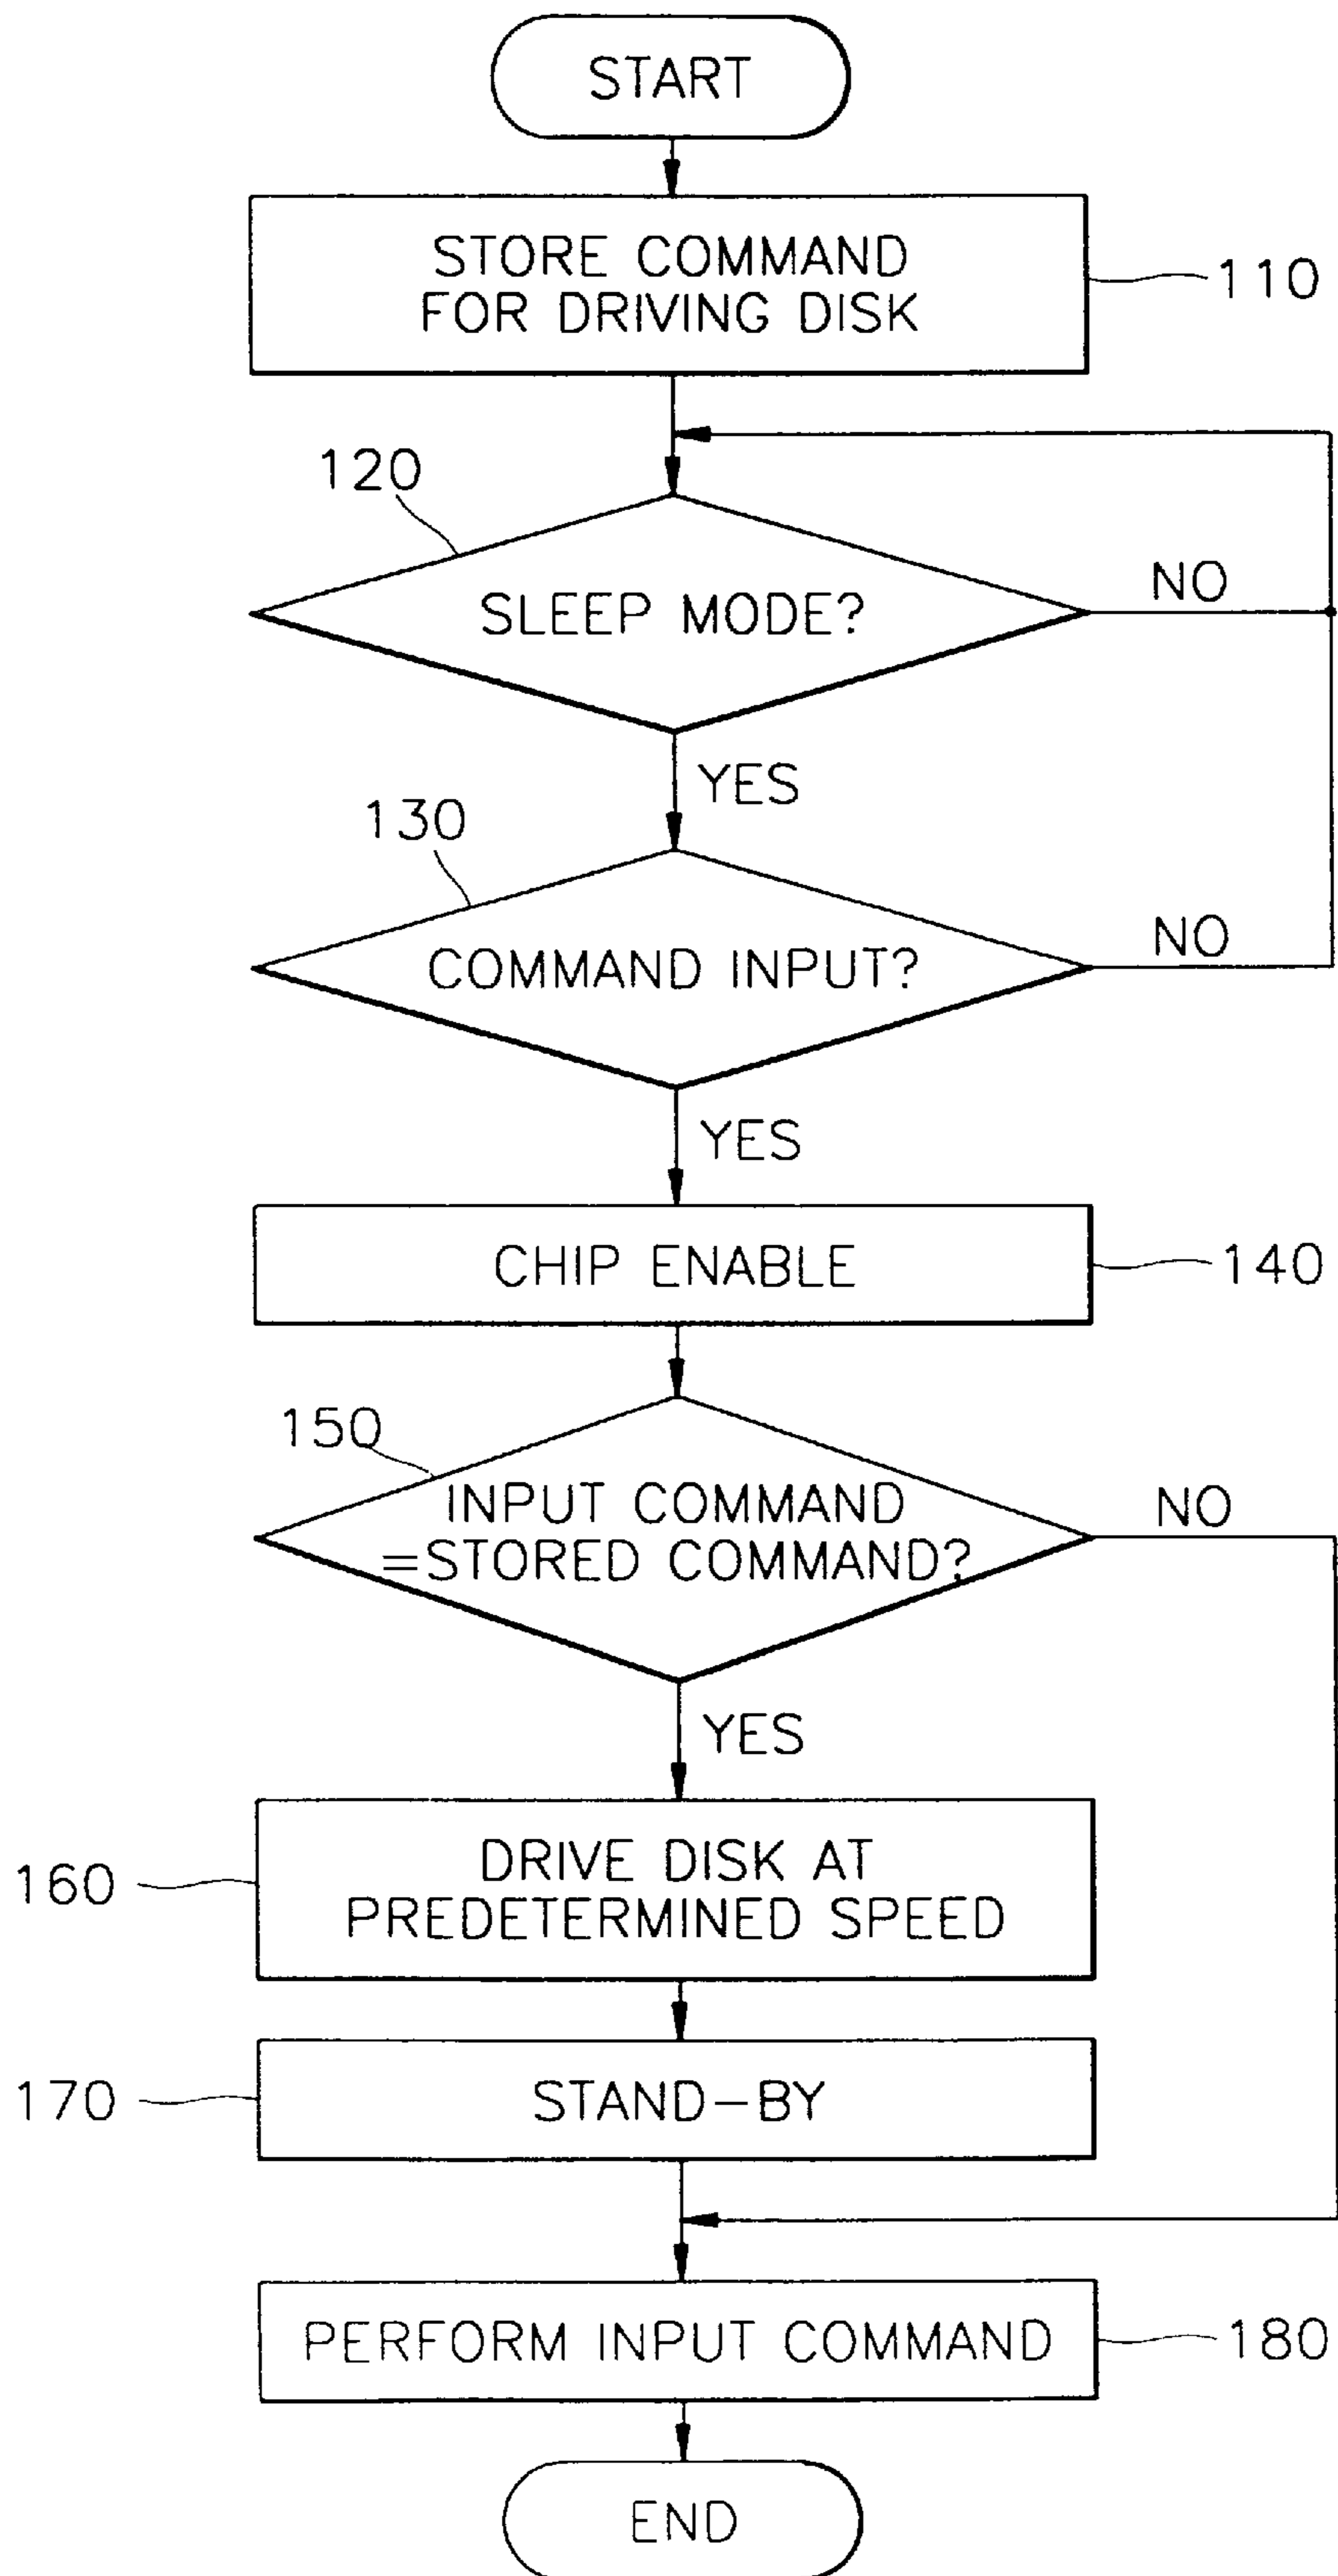 START
STORE COMMAND
FOR DRIVING DISK
110
120
SLEEP MODE?
NO
YES
130
COMMAND INPUT?
NO
YES
CHIP ENABLE
140
150
INPUT COMMAND
=STORED COMMAND?
NO
YES
160
DRIVE DISK AT
PREDETERMINED SPEED
170
STAND-BY
PERFORM INPUT COMMAND
180
END